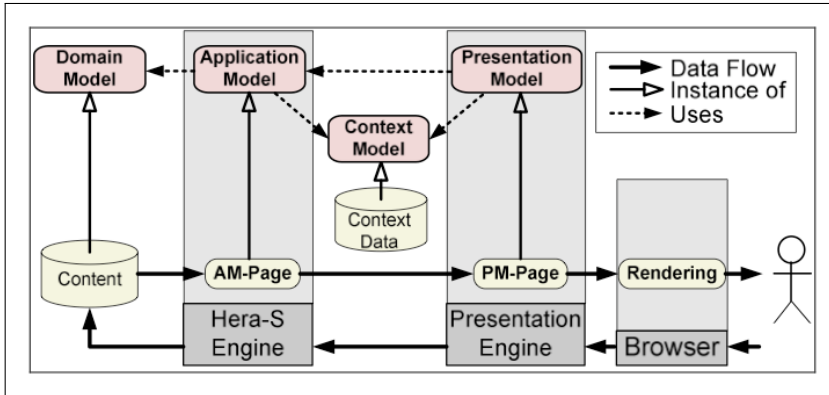 Domain
Model
Application
Model
Presentation
Model
Data Flow
Instance of
Uses
Context
Model
Context
Data
Content
AM-Page
PM-Page
Rendering
Hera-S
Engine
Presentation
Engine
Browser